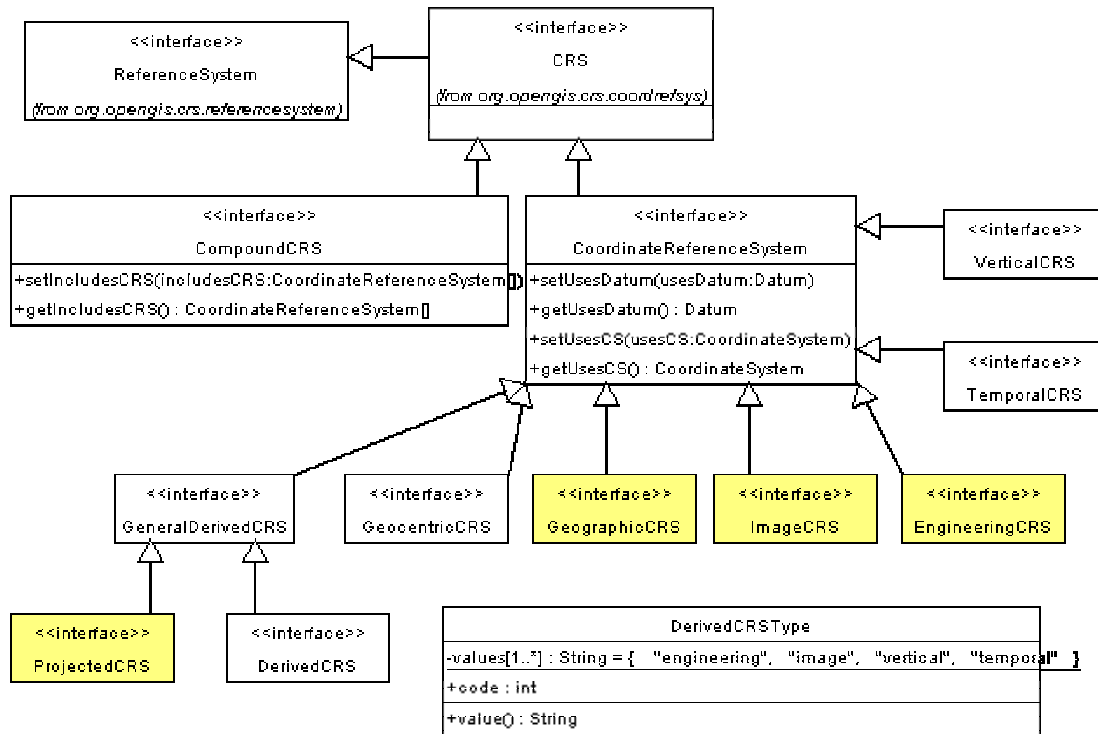 <<interface>>
ReferenceSystem
(from org.opengis.crs.referencesystem)
<<interface>>
CRS
(from org.opengis.crs.coordrefsys)
<<interface>>
CompoundCRS
+setIncludesCRS(includesCRS:CoordinateReferenceSystem[])
+getIncludesCRS() : CoordinateReferenceSystem[]
<<interface>>
CoordinateReferenceSystem
+setUsesDatum(usesDatum:Datum)
+getUsesDatum() : Datum
+setUsesCS(usesCS:CoordinateSystem)
+getUsesCS() : CoordinateSystem
<<interface>>
VerticalCRS
<<interface>>
TemporalCRS
<<interface>>
GeneralDerivedCRS
<<interface>>
GeocentricCRS
<<interface>>
GeographicCRS
<<interface>>
ImageCRS
<<interface>>
EngineeringCRS
<<interface>>
ProjectedCRS
<<interface>>
DerivedCRS
DerivedCRSType
-values[1..*] : String = { "engineering", "image", "vertical", "temporal" }
+code : int
+value() : String